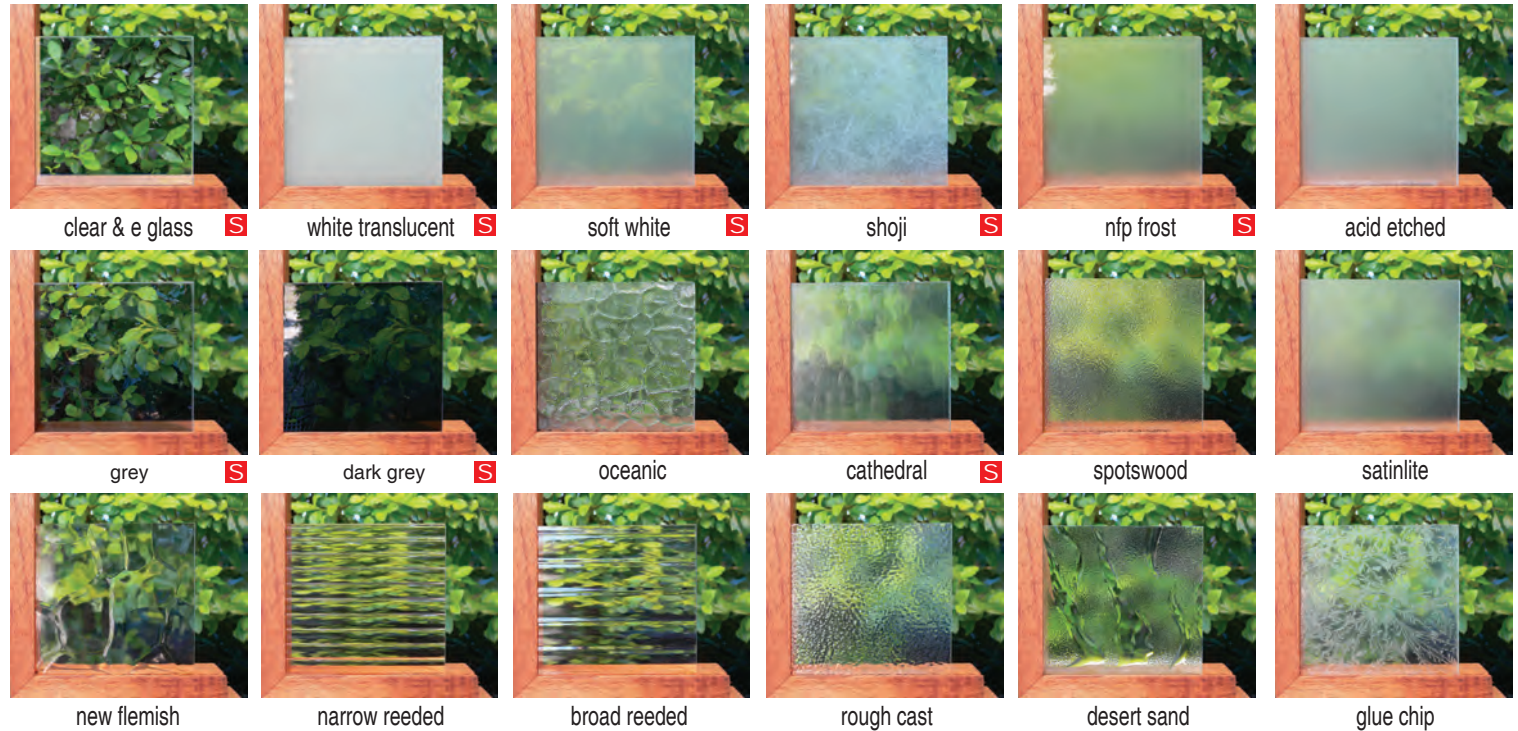 clear & e glass S
white translucent S
soft white S
shoji S
nfp frost S
acid etched
grey S
dark grey S
oceanic
cathedral S
spotswood
satinlite
new flemish
narrow reeded
broad reeded
rough cast
desert sand
glue chip